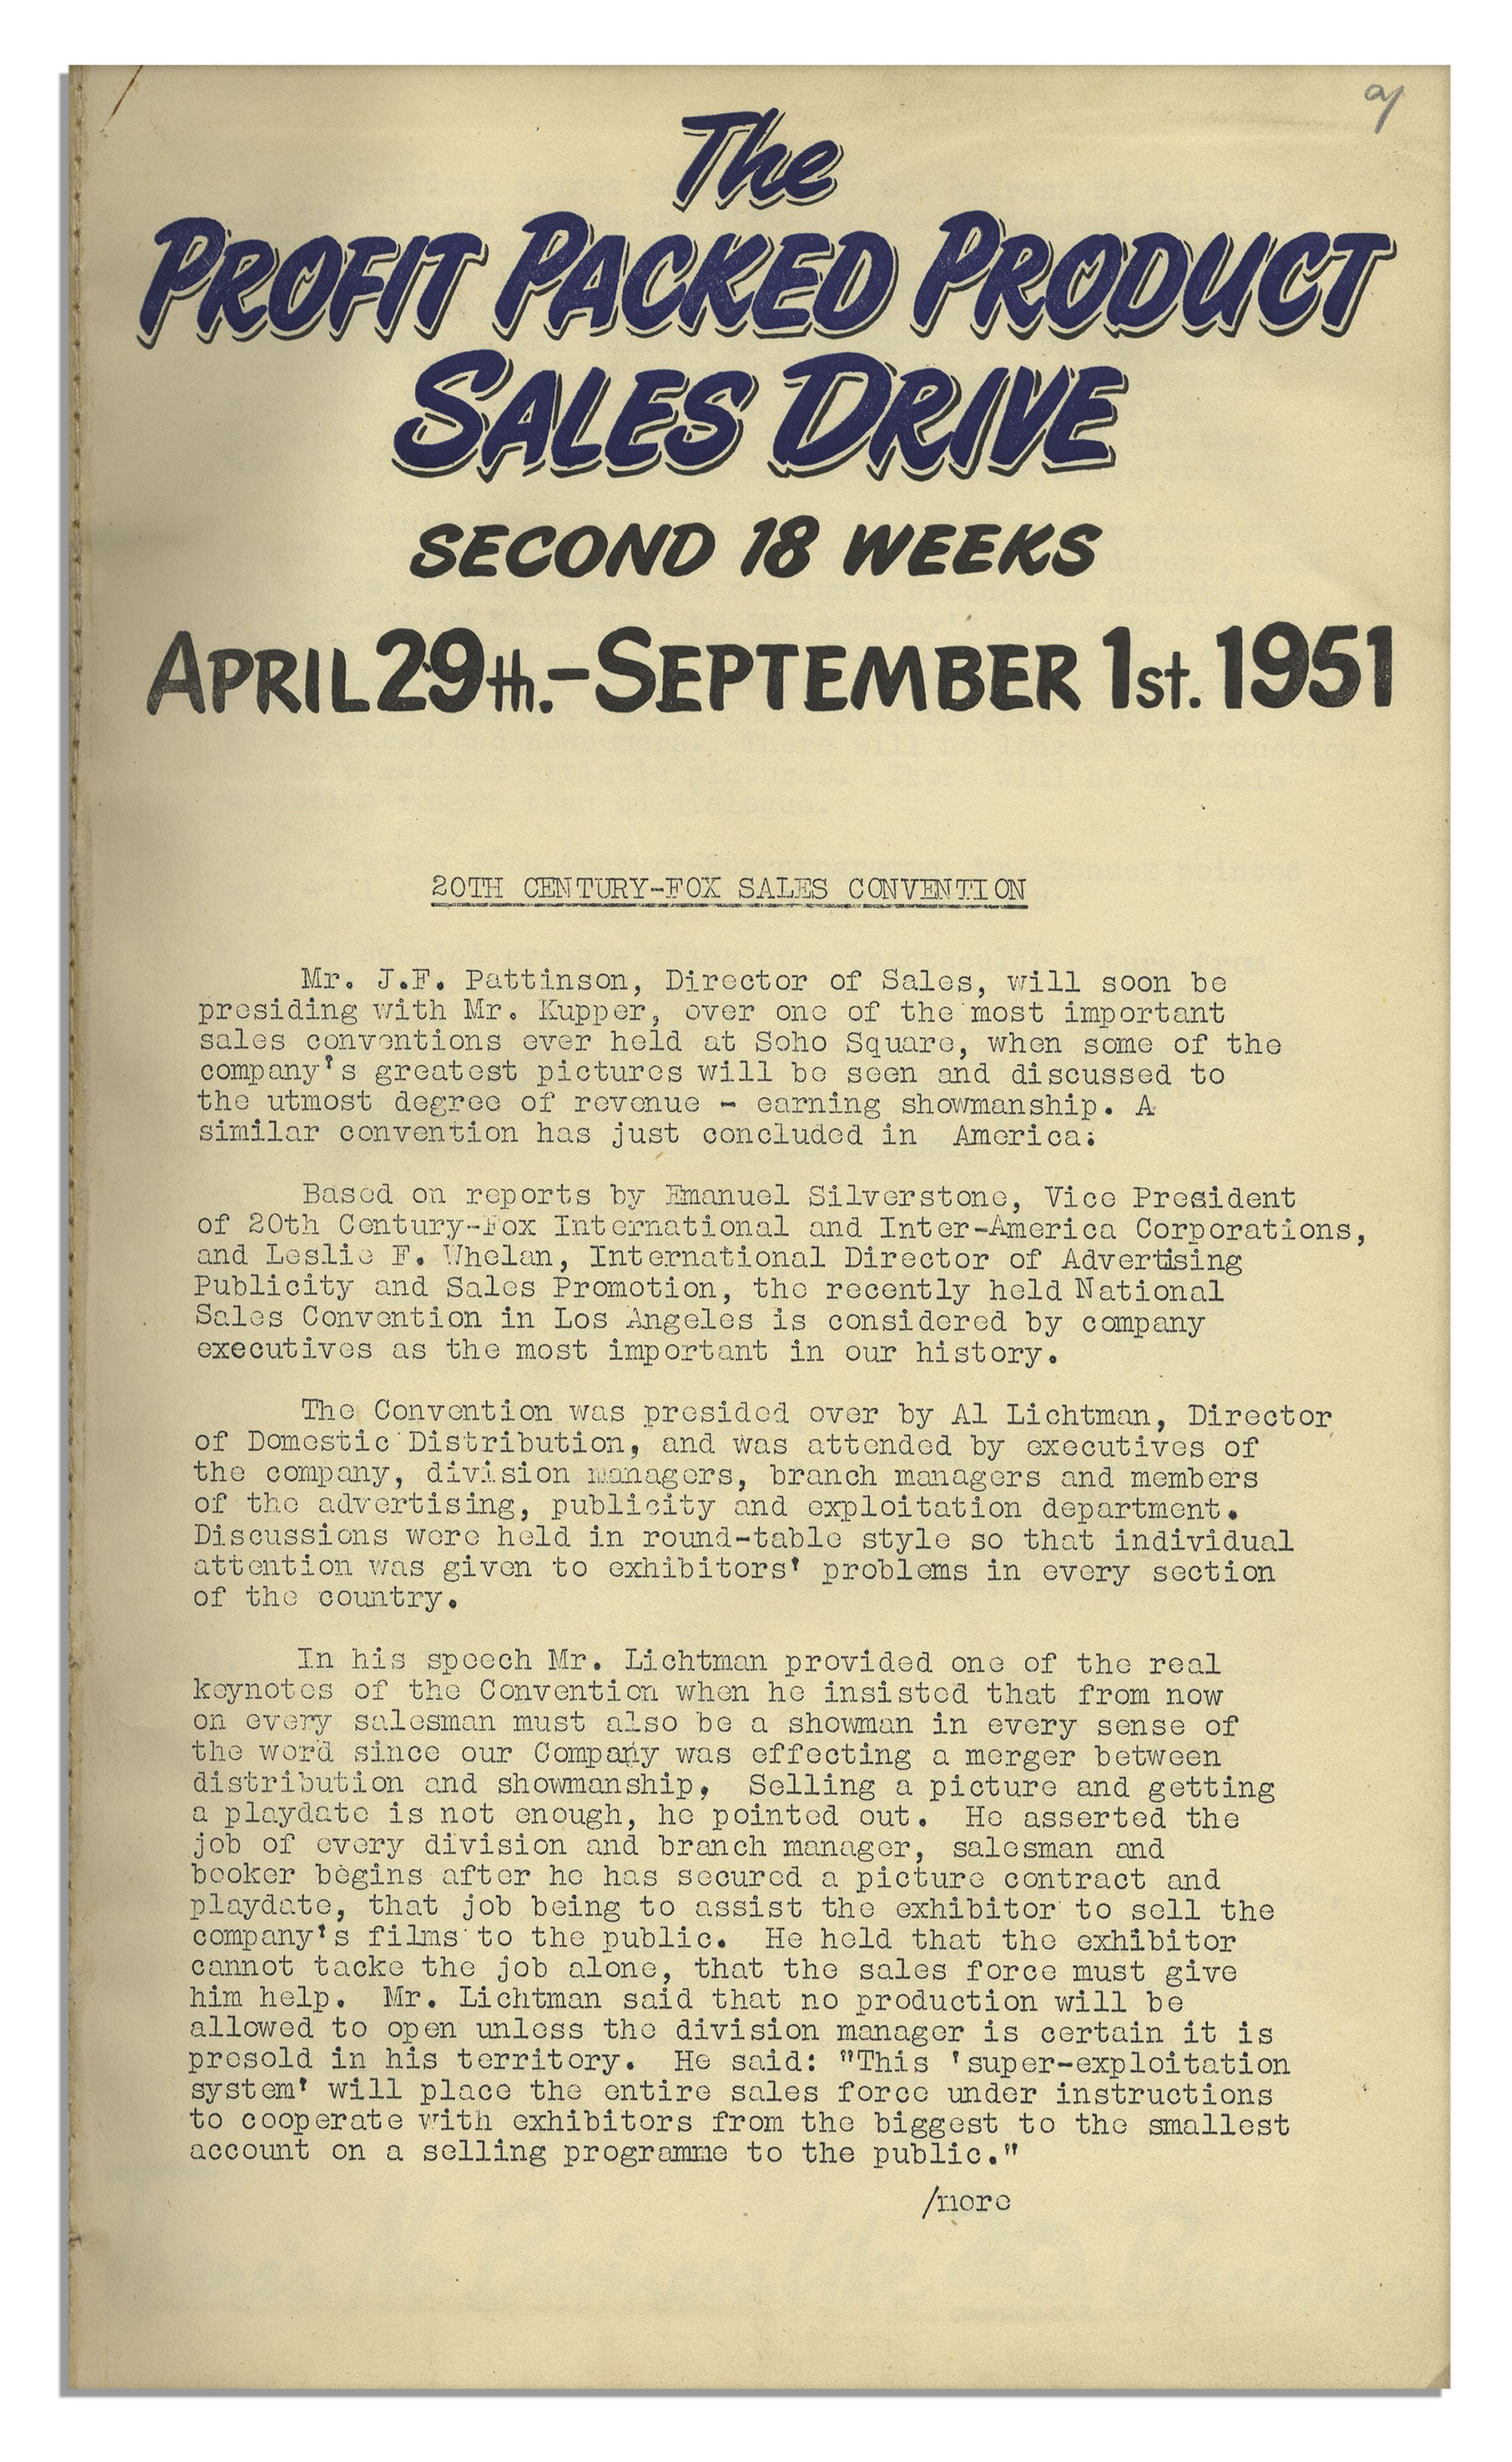 The
PROFIT PACKED PRODUCT
SALES DRIVE
SECOND 18 WEEKS
APRIL 29th.-SEPTEMBER 1st. 1951
20TH CENTURY-FOX SALES CONVENTION
Mr. J.F. Pattinson, Director of Sales, will soon be
presiding with Mr. Kupper, over one of the most important
sales conventions ever held at Soho Square, when some of the
company's greatest pictures will be seen and discussed to
the utmost degree of revenue - earning showmanship. A
similar convention has just concluded in America:
Based on reports by Emanuel Silverstone, Vice President
of 20th Century-Fox International and Inter-America Corporations,
and Leslie F. Whelan, International Director of Advertising
Publicity and Sales Promotion, the recently held National
Sales Convention in Los Angeles is considered by company
executives as the most important in our history.
The Convention was presided over by Al Lichtman, Director
of Domestic Distribution, and was attended by executives of
the company, division managers, branch managers and members
of the advertising, publicity and exploitation department.
Discussions were held in round-table style so that individual
attention was given to exhibitors' problems in every section
of the country.
In his speech Mr. Lichtman provided one of the real
keynotes of the Convention when he insisted that from now
on every salesman must also be a showman in every sense of
the word since our Company was effecting a merger between
distribution and showmanship, Selling a picture and getting
a playdate is not enough, he pointed out. He asserted the
job of every division and branch manager, salesman and
booker begins after he has secured a picture contract and
playdate, that job being to assist the exhibitor to sell the
company's films to the public. He held that the exhibitor
cannot tacke the job alone, that the sales force must give
him help. Mr. Lichtman said that no production will be
allowed to open unless the division manager is certain it is
presold in his territory. He said: "This 'super-exploitation
system' will place the entire sales force under instructions
to cooperate with exhibitors from the biggest to the smallest
account on a selling programme to the public."
/more